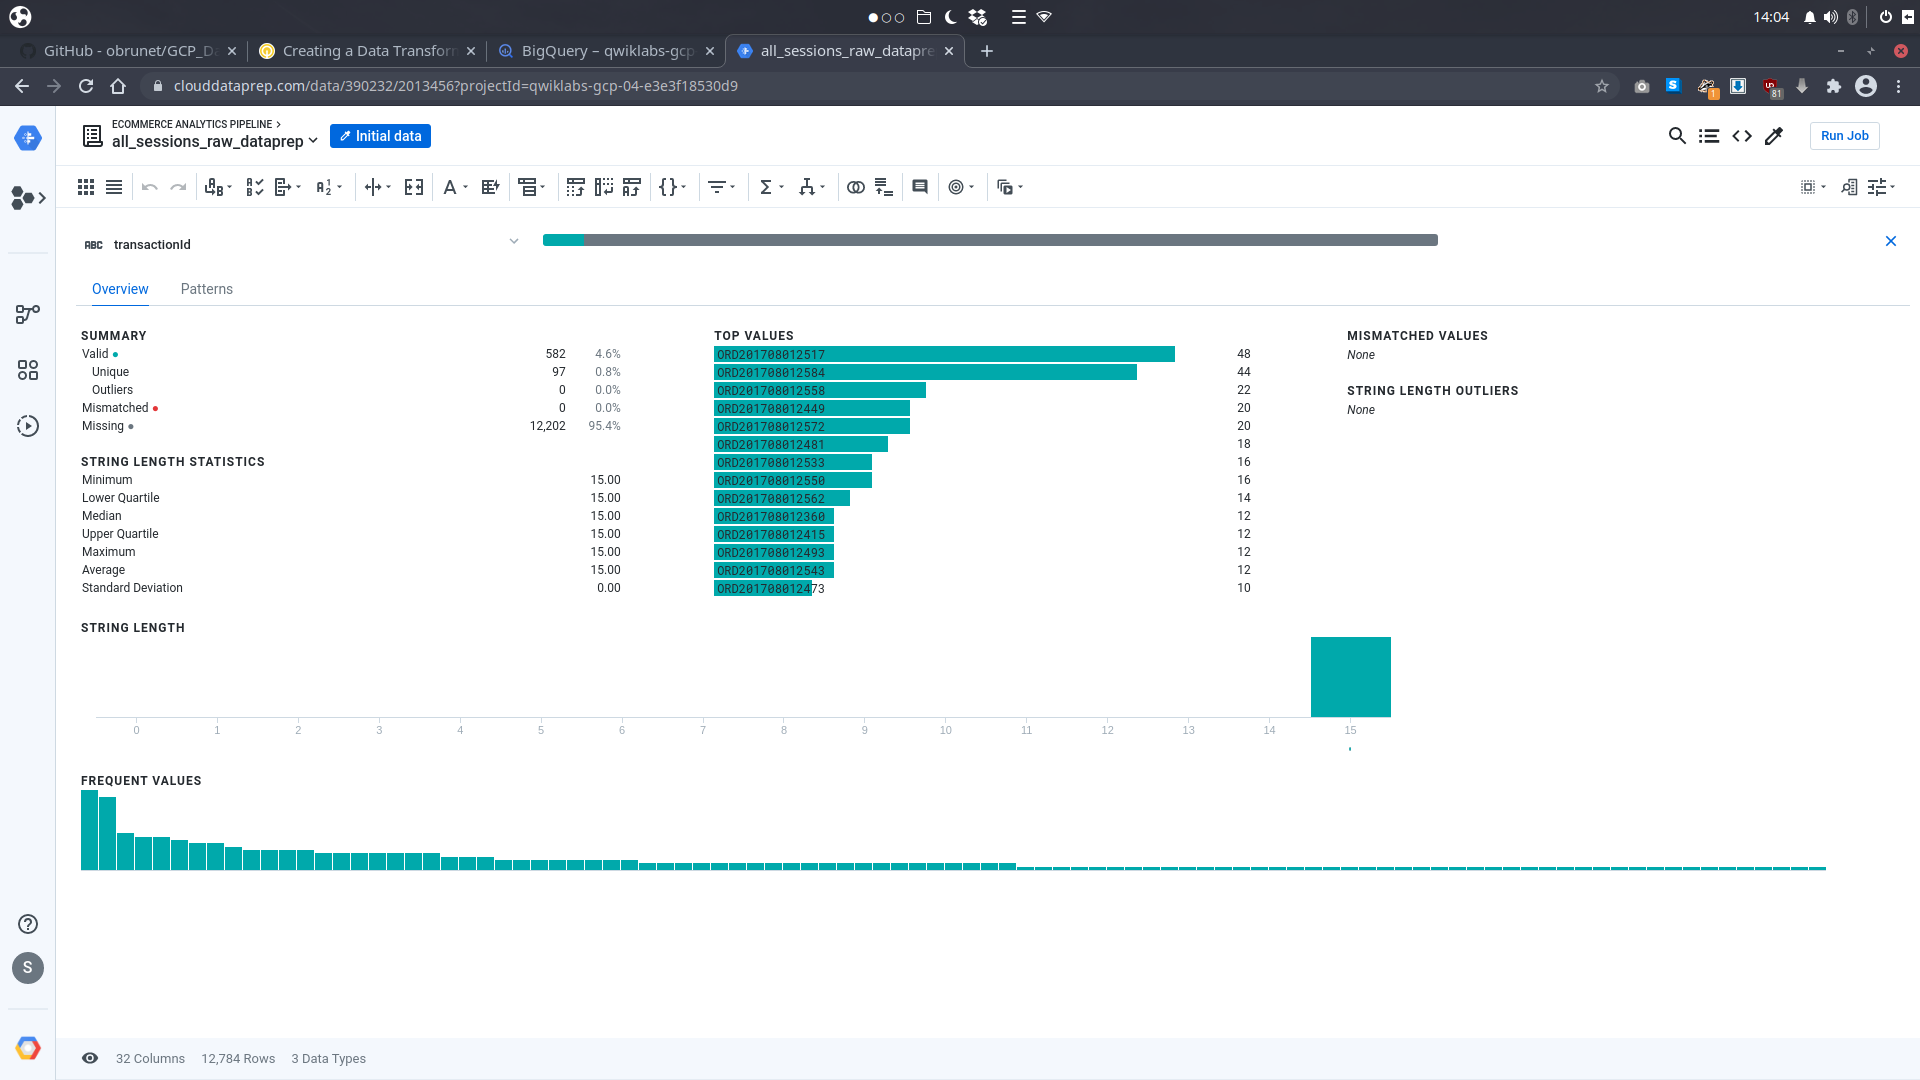 14:04
GitHub - obrunet/GCP_Da
Creating a Data Transform
BigQuery – qwiklabs-gcp
all_sessions_raw_datapre
clouddataprep.com/data/390232/2013456?projectId=qwiklabs-gcp-04-e3e3f18530d9
1
81
ECOMMERCE ANALYTICS PIPELINE
all_sessions_raw_dataprep
Initial data
Run Job
ABC transactionId
Overview
Patterns
SUMMARY
Valid 582 4.6%
Unique 97 0.8%
Outliers 0 0.0%
Mismatched 0 0.0%
Missing 12,202 95.4%
STRING LENGTH STATISTICS
Minimum 15.00
Lower Quartile 15.00
Median 15.00
Upper Quartile 15.00
Maximum 15.00
Average 15.00
Standard Deviation 0.00
TOP VALUES
ORD201708012517 48
ORD201708012584 44
ORD201708012558 22
ORD201708012449 20
ORD201708012572 20
ORD201708012481 18
ORD201708012533 16
ORD201708012550 16
ORD201708012562 14
ORD201708012360 12
ORD201708012415 12
ORD201708012493 12
ORD201708012543 12
ORD201708012473 10
MISMATCHED VALUES
None
STRING LENGTH OUTLIERS
None
STRING LENGTH
0 1 2 3 4 5 6 7 8 9 10 11 12 13 14 15
FREQUENT VALUES
S
32 Columns 12,784 Rows 3 Data Types